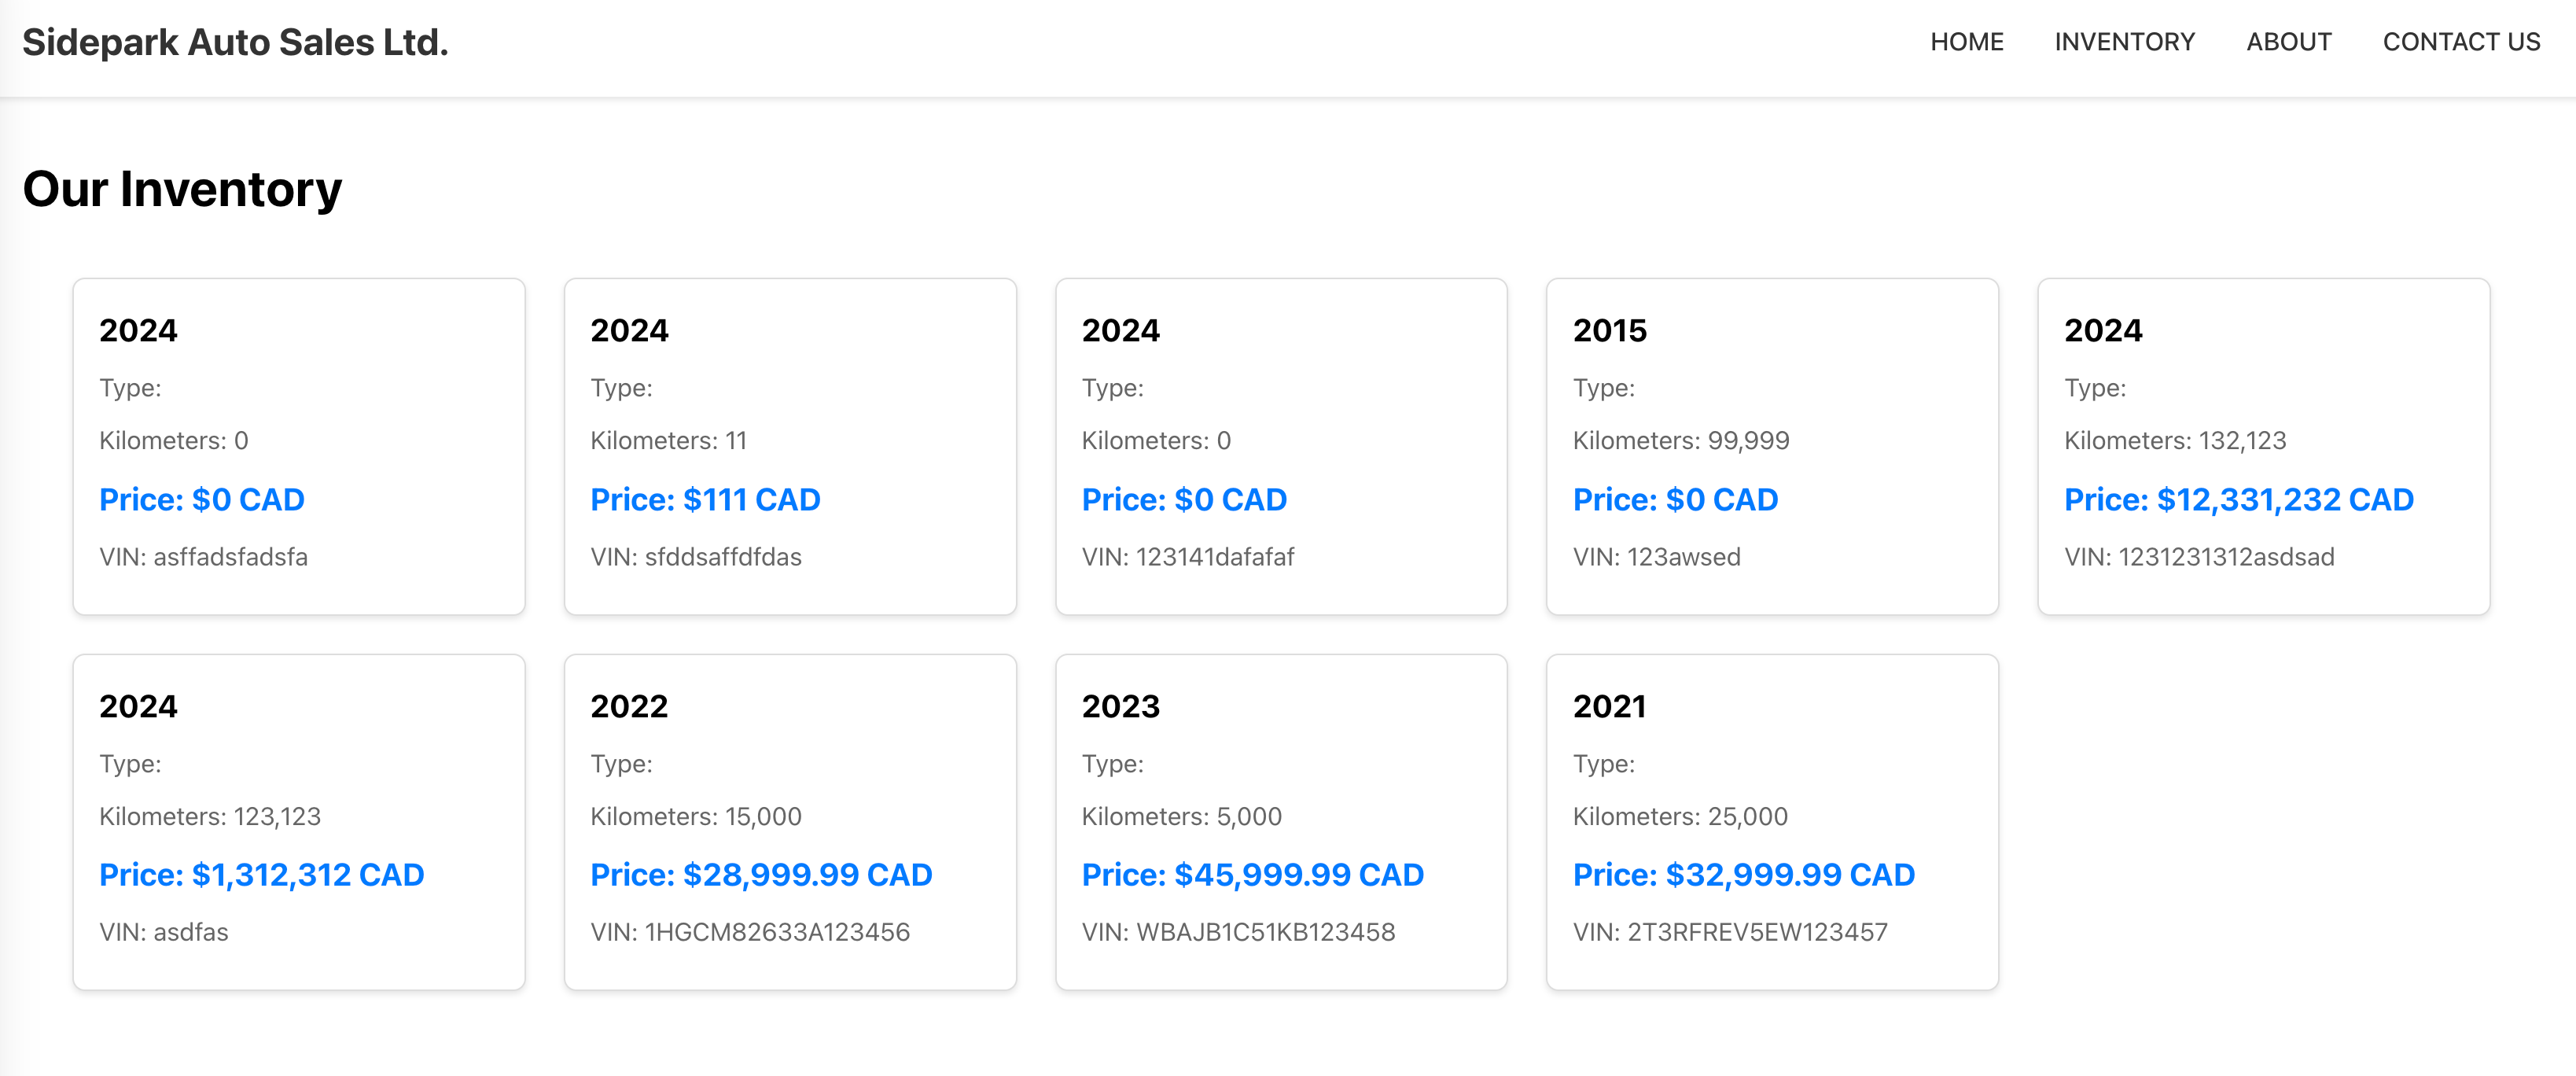 Sidepark Auto Sales Ltd.
HOME INVENTORY ABOUT CONTACT US
Our Inventory
2024
Type:
Kilometers: 0
Price: $0 CAD
VIN: asffadsfadsfa
2024
Type:
Kilometers: 11
Price: $111 CAD
VIN: sfddsaffdfdas
2024
Type:
Kilometers: 0
Price: $0 CAD
VIN: 123141dafafaf
2015
Type:
Kilometers: 99,999
Price: $0 CAD
VIN: 123awsed
2024
Type:
Kilometers: 132,123
Price: $12,331,232 CAD
VIN: 1231231312asdsad
2024
Type:
Kilometers: 123,123
Price: $1,312,312 CAD
VIN: asdfas
2022
Type:
Kilometers: 15,000
Price: $28,999.99 CAD
VIN: 1HGCM82633A123456
2023
Type:
Kilometers: 5,000
Price: $45,999.99 CAD
VIN: WBAJB1C51KB123458
2021
Type:
Kilometers: 25,000
Price: $32,999.99 CAD
VIN: 2T3RFREV5EW123457